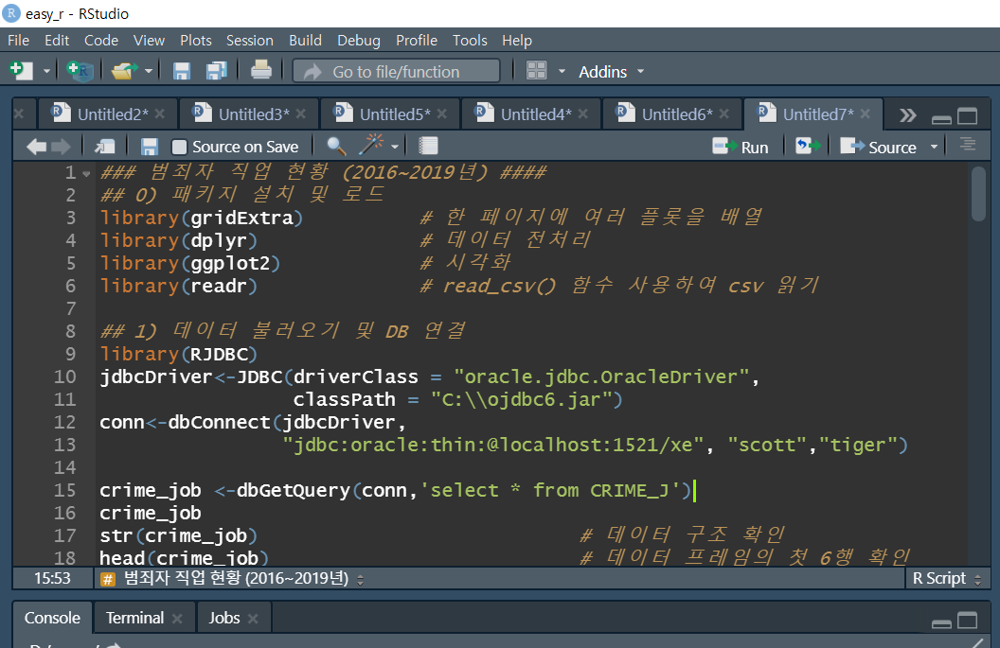 easy_r - RStudio
File Edit Code View Plots Session Build Debug Profile Tools Help
Go to file/function Addins
Untitled2* Untitled3* Untitled5* Untitled4* Untitled6* Untitled7*
Source on Save Run Source
1 ### 범죄자 직업 현황 (2016~2019년) ####
2 ## 0) 패키지 설치 및 로드
3 library(gridExtra) # 한 페이지에 여러 플롯을 배열
4 library(dplyr) # 데이터 전처리
5 library(ggplot2) # 시각화
6 library(readr) # read_csv() 함수 사용하여 csv 읽기
7
8 ## 1) 데이터 불러오기 및 DB 연결
9 library(RJDBC)
10 jdbcDriver<-JDBC(driverClass = "oracle.jdbc.OracleDriver",
11 classPath = "C:\\ojdbc6.jar")
12 conn<-dbConnect(jdbcDriver,
13 "jdbc:oracle:thin:@localhost:1521/xe", "scott","tiger")
14
15 crime_job <-dbGetQuery(conn,'select * from CRIME_J')
16 crime_job
17 str(crime_job) # 데이터 구조 확인
18 head(crime_job) # 데이터 프레임의 첫 6행 확인
15:53 # 범죄자 직업 현황 (2016~2019년) R Script
Console Terminal Jobs